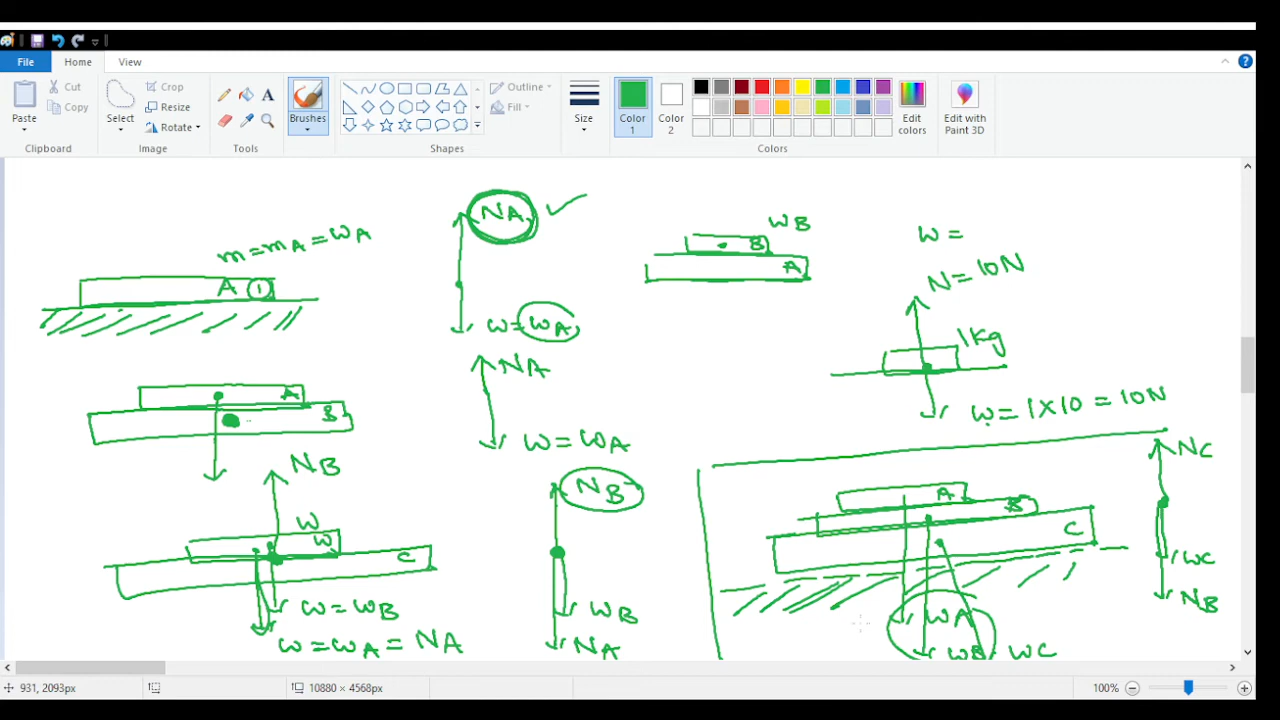 File
Home
View
Paste
Cut
Copy
Clipboard
Select
Crop
Resize
Rotate
Image
A
Tools
Brushes
Outline
Fill
Shapes
Size
Color
1
Color
2
Edit
colors
Edit with
Paint 3D
Colors
m = mA = WA
A 1
NA
W = WA
WB
B
A
W =
N = 10N
1Kg
W = 1 X 10 = 10N
A
B
NA
W = WA
NB
W
W
C
W = WB
W = WA = NA
NB
WB
NA
A
B
C
WA
WB
WC
NC
WC
NB
931, 2093px
10880 × 4568px
100%